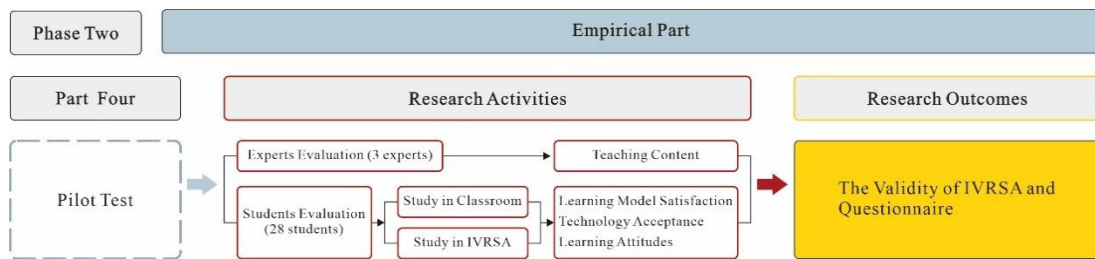 Phase Two
Empirical Part
Part Four
Research Activities
Research Outcomes
Pilot Test
Experts Evaluation (3 experts)
Teaching Content
Students Evaluation
(28 students)
Study in Classroom
Study in IVRSA
Learning Model Satisfaction
Technology Acceptance
Learning Attitudes
The Validity of IVRSA and
Questionnaire